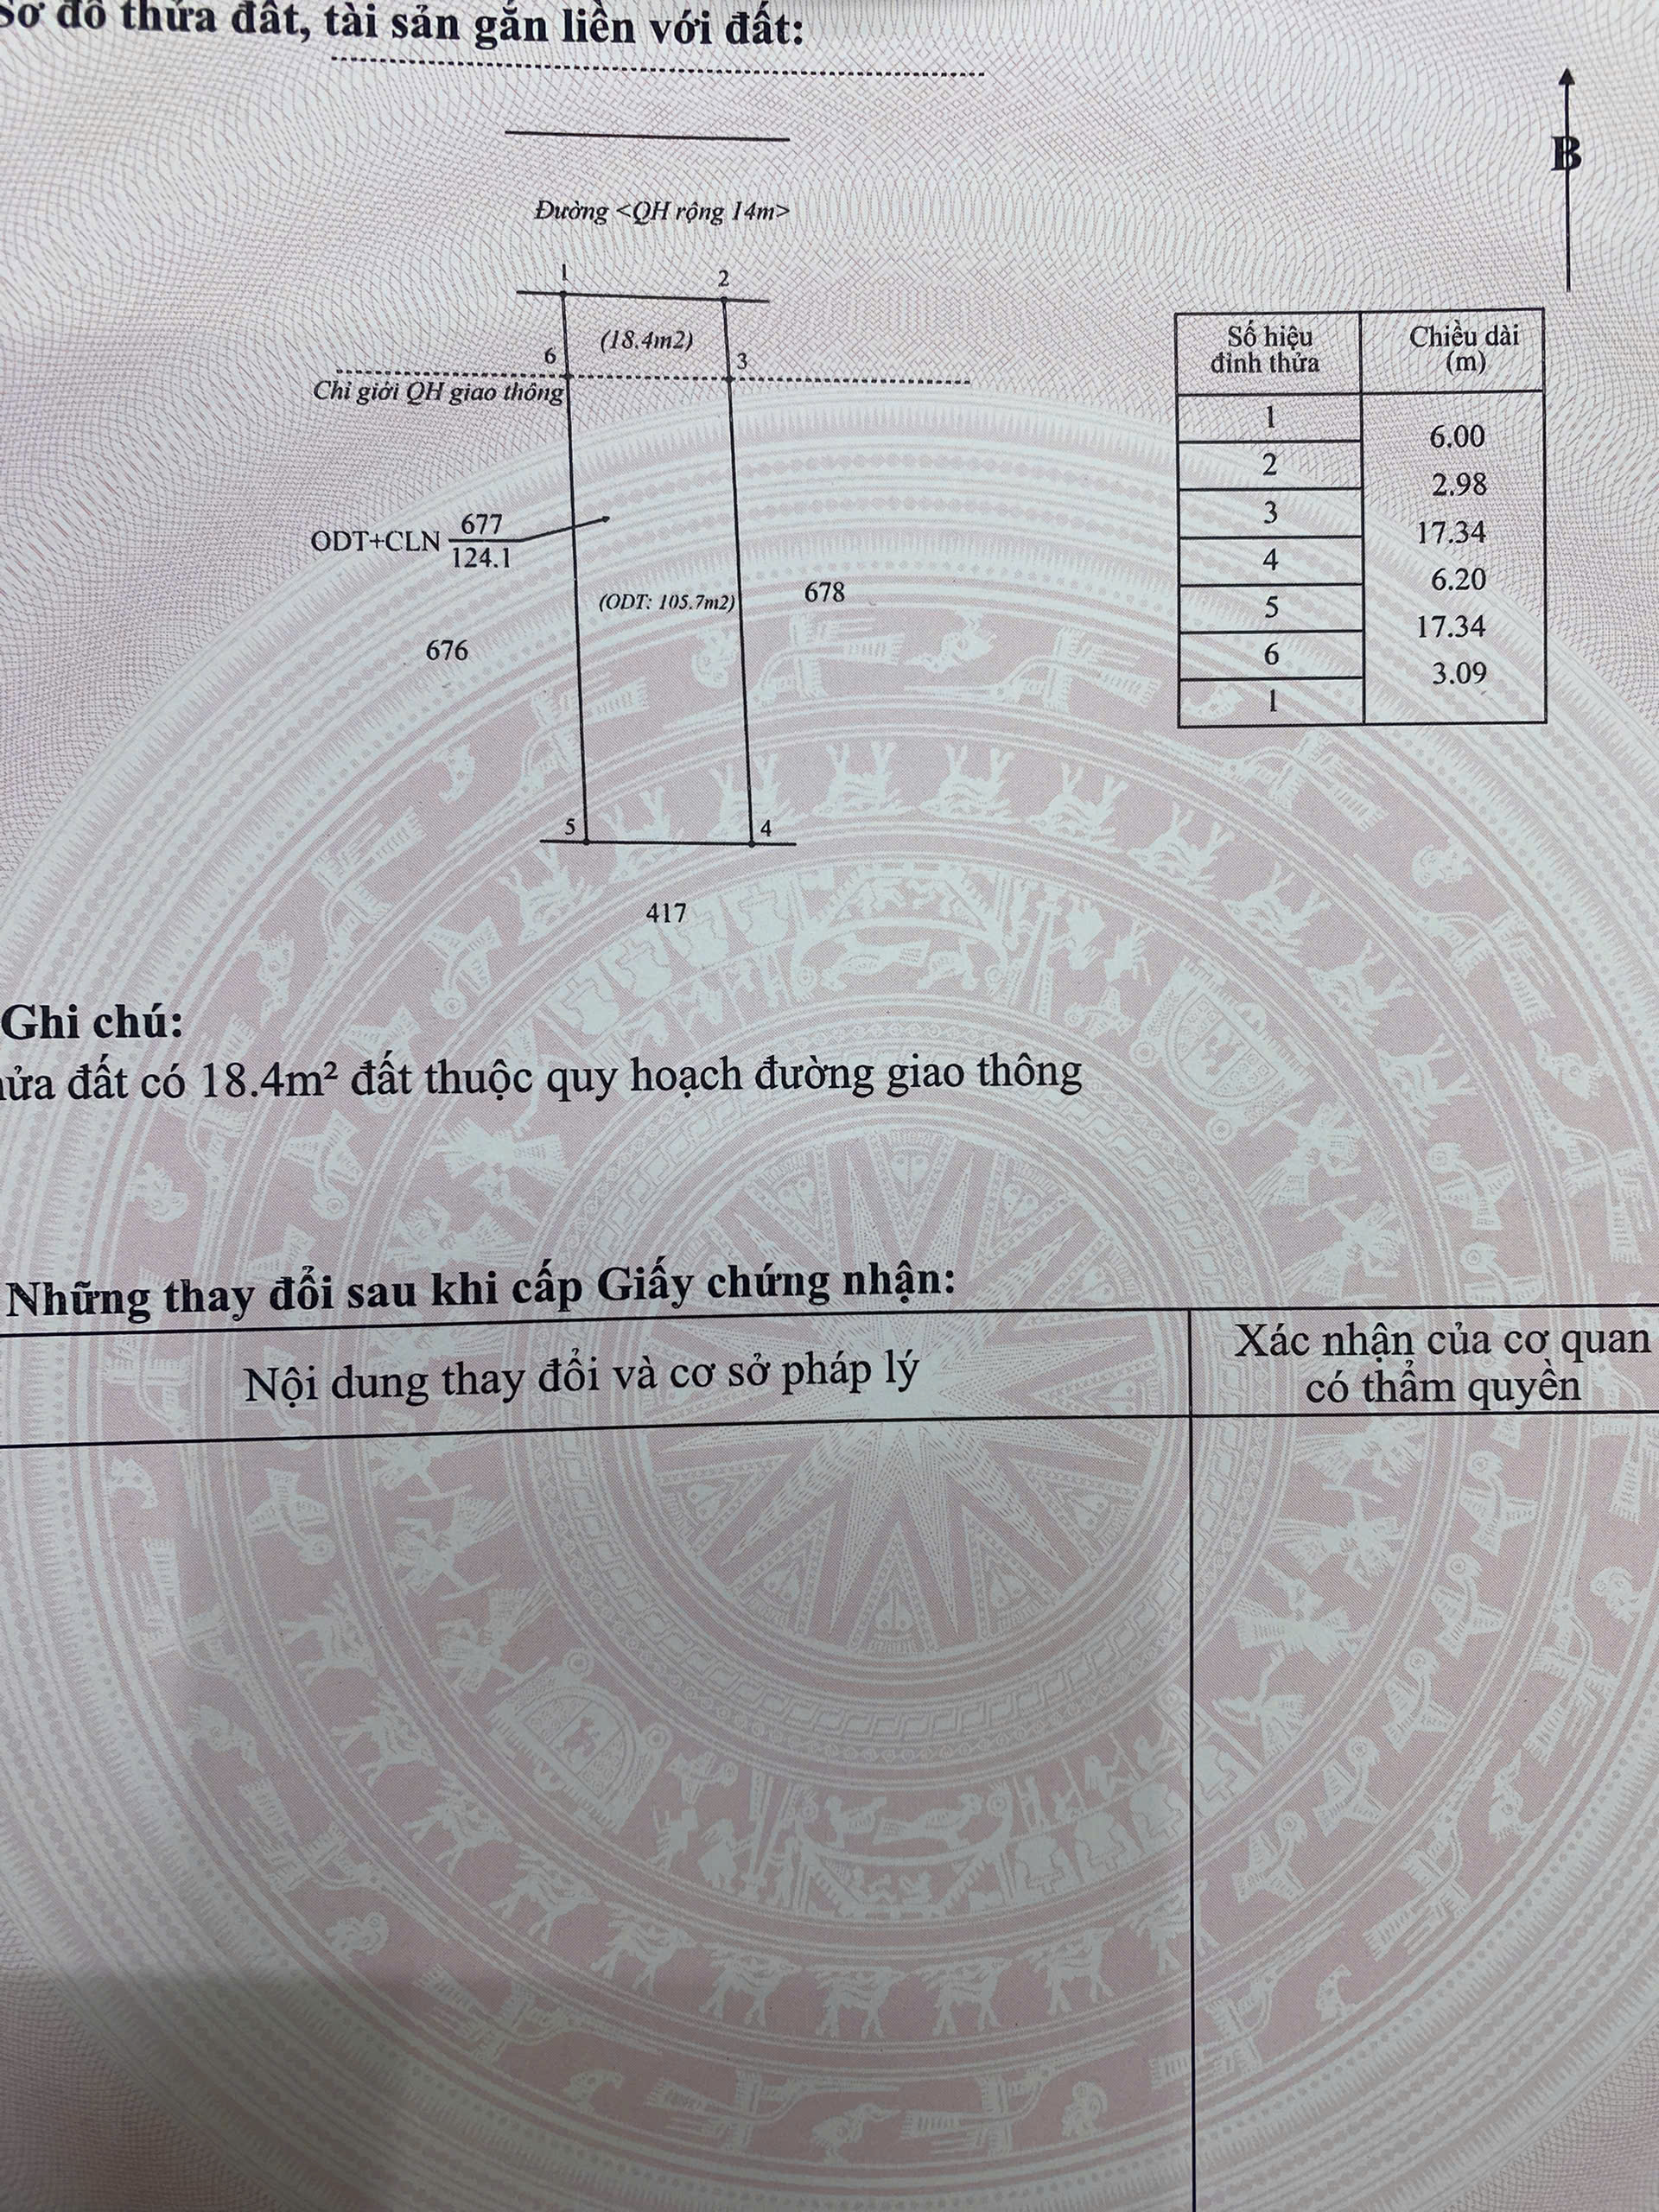 Sơ đồ thửa đất, tài sản gắn liền với đất:
B
Đường <QH rộng 14m>
1
2
(18.4m2)
6
3
Chỉ giới QH giao thông
ODT+CLN 677
124.1
(ODT: 105.7m2)
678
676
5
4
417
Số hiệu đỉnh thửa
Chiều dài (m)
1
6.00
2
2.98
3
17.34
4
6.20
5
17.34
6
3.09
1
Ghi chú:
ửa đất có 18.4m² đất thuộc quy hoạch đường giao thông
Những thay đổi sau khi cấp Giấy chứng nhận:
Nội dung thay đổi và cơ sở pháp lý
Xác nhận của cơ quan
có thẩm quyền